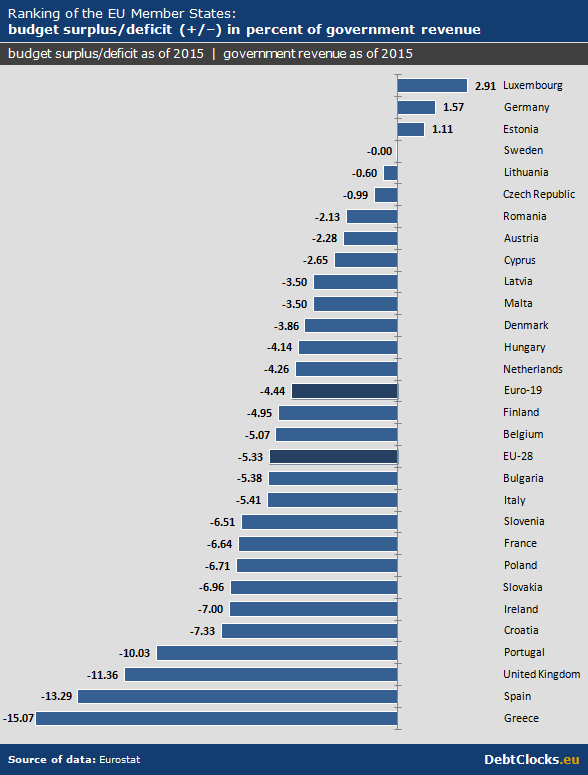 Ranking of the EU Member States:
budget surplus/deficit (+/−) in percent of government revenue
budget surplus/deficit as of 2015 | government revenue as of 2015
2.91 Luxembourg
1.57 Germany
1.11 Estonia
-0.00 Sweden
-0.60 Lithuania
-0.99 Czech Republic
-2.13 Romania
-2.28 Austria
-2.65 Cyprus
-3.50 Latvia
-3.50 Malta
-3.86 Denmark
-4.14 Hungary
-4.26 Netherlands
-4.44 Euro-19
-4.95 Finland
-5.07 Belgium
-5.33 EU-28
-5.38 Bulgaria
-5.41 Italy
-6.51 Slovenia
-6.64 France
-6.71 Poland
-6.96 Slovakia
-7.00 Ireland
-7.33 Croatia
-10.03 Portugal
-11.36 United Kingdom
-13.29 Spain
-15.07 Greece
Source of data: Eurostat DebtClocks.eu